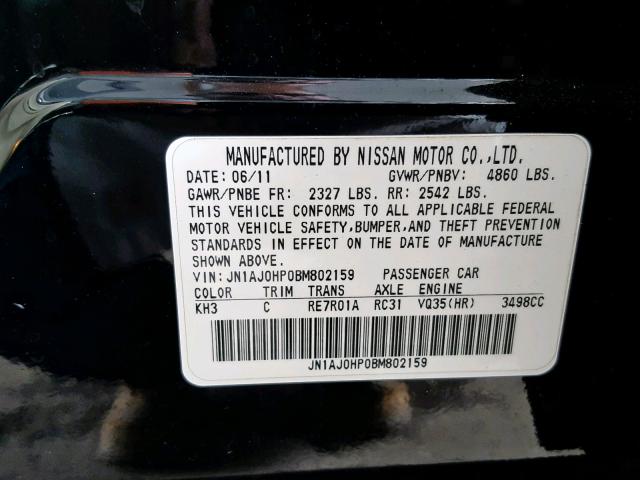 MANUFACTURED BY NISSAN MOTOR CO.,LTD.
DATE: 06/11 GVWR/PNBV: 4860 LBS.
GAWR/PNBE FR: 2327 LBS. RR: 2542 LBS.
THIS VEHICLE CONFORMS TO ALL APPLICABLE FEDERAL
MOTOR VEHICLE SAFETY,BUMPER,AND THEFT PREVENTION
STANDARDS IN EFFECT ON THE DATE OF MANUFACTURE
SHOWN ABOVE.
VIN: JN1AJ0HP0BM802159 PASSENGER CAR
COLOR TRIM TRANS AXLE ENGINE
KH3 C RE7R01A RC31 VQ35(HR) 3498CC
JN1AJ0HP0BM802159